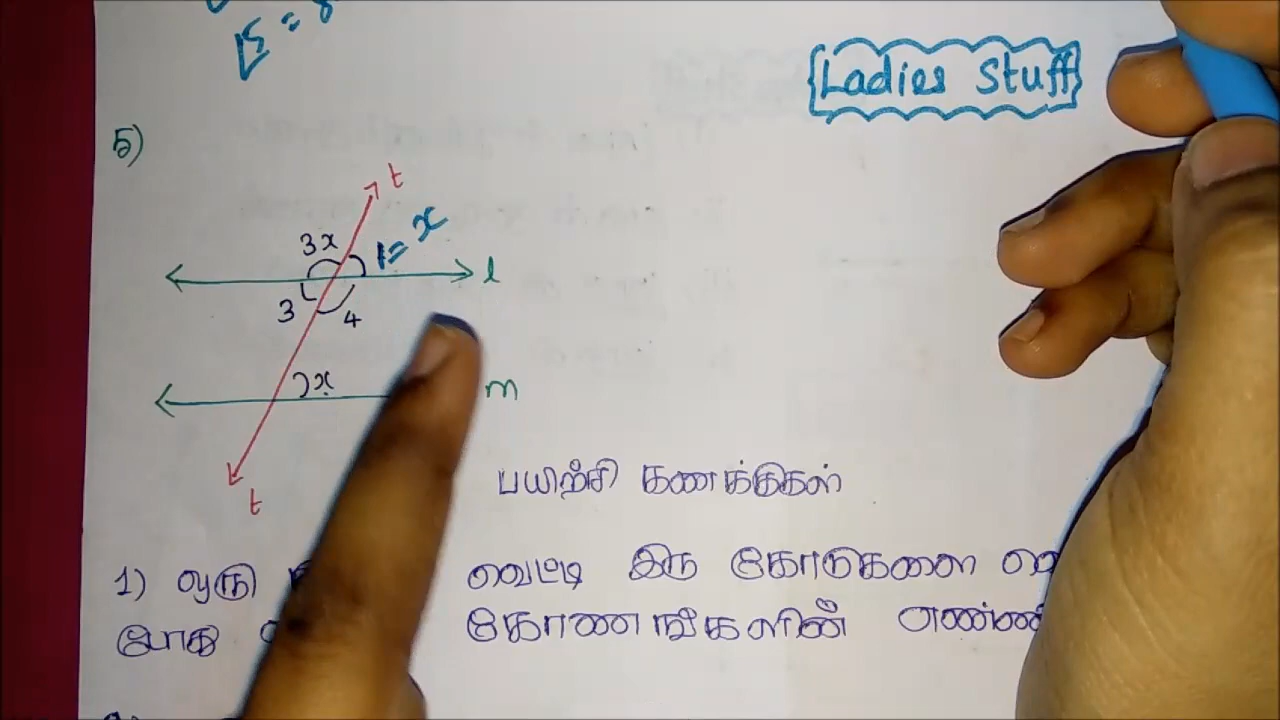 Ladies Stuff
5)
t
3x
1 = x
l
3
4
x
m
t
பயிற்சி கணக்குகள்
1) ஒரு வெட்டி இரு கோடுகளை
போது கோணங்களின்